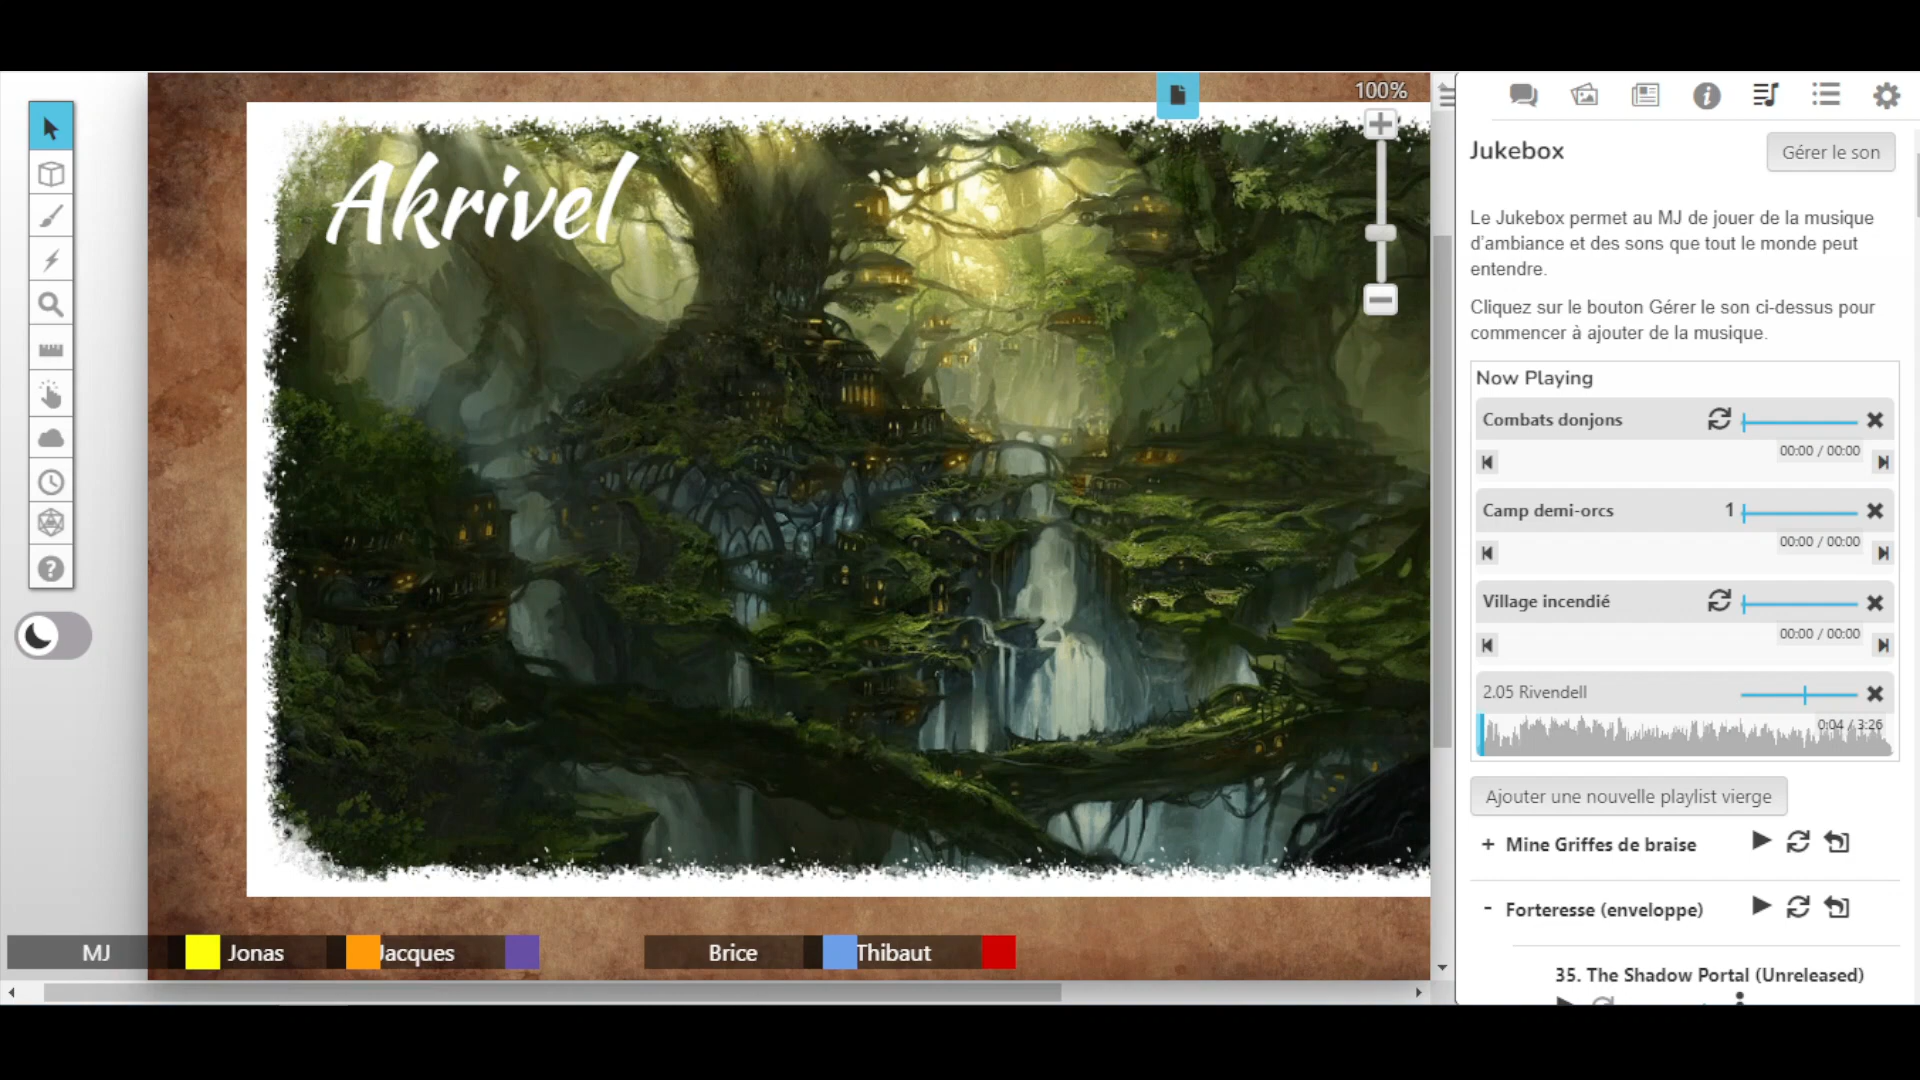 100%
Akrivel
Jukebox
Gérer le son
Le Jukebox permet au MJ de jouer de la musique
d'ambiance et des sons que tout le monde peut
entendre.
Cliquez sur le bouton Gérer le son ci-dessus pour
commencer à ajouter de la musique.
Now Playing
Combats donjons
00:00 / 00:00
Camp demi-orcs 1
00:00 / 00:00
Village incendié
00:00 / 00:00
2.05 Rivendell
0:04 / 3:26
Ajouter une nouvelle playlist vierge
+ Mine Griffes de braise
- Forteresse (enveloppe)
35. The Shadow Portal (Unreleased)
MJ Jonas Jacques Brice Thibaut